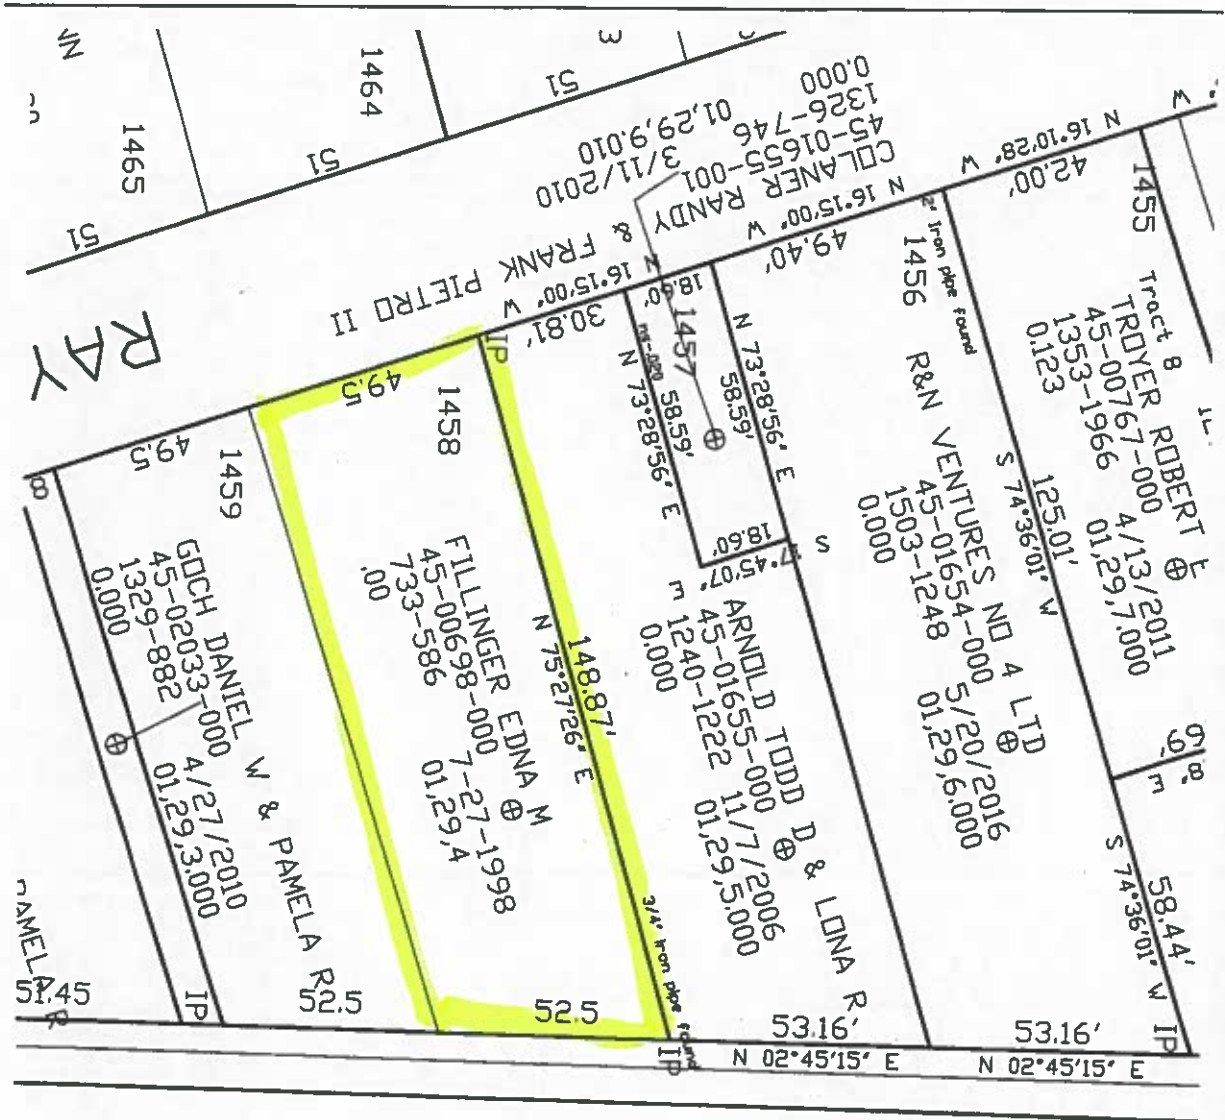 1465
1464
51
51
51
51
RAY
COLANER RANDY & FRANK PIETRO II
45-01655-001 3/11/2010
1326-746 01,29,9.010
0.000
N 16°10'28" W
42.00'
N 16°15'00" W
49.40'
18.60'
N 16°15'00" W
30.81'
49.5
49.5
1455
Tract 8
TROYER ROBERT E
45-00767-000 4/13/2011
1353-1966 01,29,7.000
0.123
125.01'
S 74°36'01" W
2" Iron pipe found
1456
R&N VENTURES NO 4 LTD
45-01654-000 5/20/2016
1503-1248 01,29,6.000
0.000
1457
N 73°28'56" E
58.59'
58.59'
N 73°28'56" E
18.60'
S 17°45'07" E
ARNOLD TODD D & LONA R
45-01655-000 11/7/2006
1240-1222 01,29,5.000
0.000
IP
1458
148.87'
N 75°27'26" E
3/4" Iron pipe found
FILLINGER EDNA M
45-00698-000 7-27-1998
733-586 01,29,4
.00
1459
GOCH DANIEL W & PAMELA R
45-02033-000 4/27/2010
1329-882 01,29,3.000
0.000
58.44'
S 74°36'01" W
IP
PAMELA R
51.45
IP
52.5
52.5
IP
53.16'
N 02°45'15" E
53.16'
N 02°45'15" E